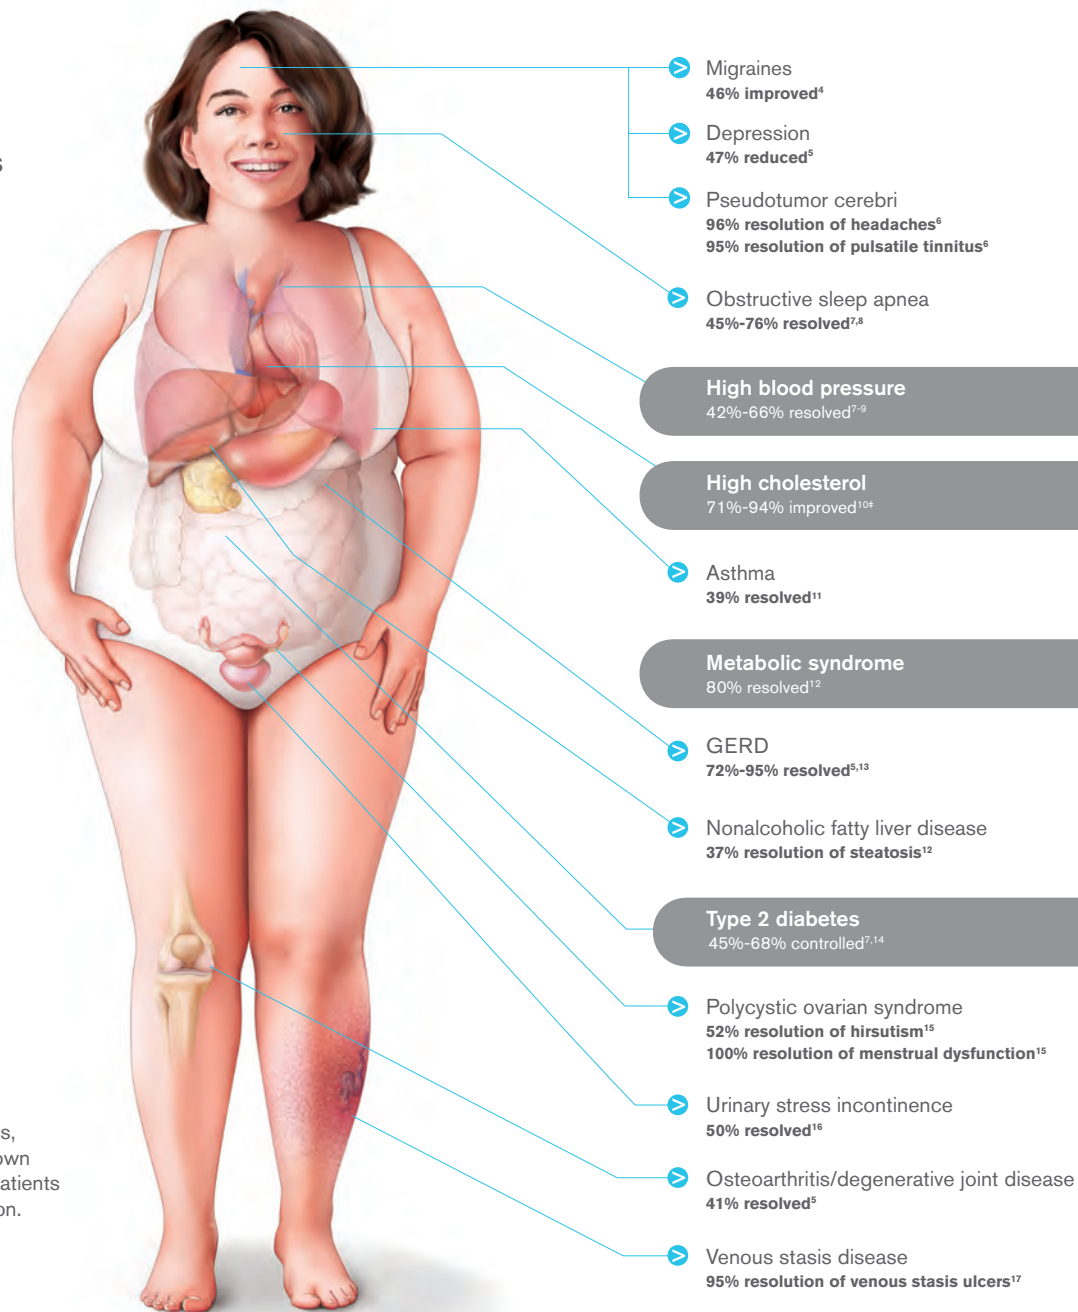 s
Migraines
46% improved⁴
Depression
47% reduced⁵
Pseudotumor cerebri
96% resolution of headaches⁶
95% resolution of pulsatile tinnitus⁶
Obstructive sleep apnea
45%-76% resolved⁷,⁸
High blood pressure
42%-66% resolved⁷-⁹
High cholesterol
71%-94% improved¹⁰‡
Asthma
39% resolved¹¹
Metabolic syndrome
80% resolved¹²
GERD
72%-95% resolved⁵,¹³
Nonalcoholic fatty liver disease
37% resolution of steatosis¹²
Type 2 diabetes
45%-68% controlled⁷,¹⁴
Polycystic ovarian syndrome
52% resolution of hirsutism¹⁵
100% resolution of menstrual dysfunction¹⁵
Urinary stress incontinence
50% resolved¹⁶
Osteoarthritis/degenerative joint disease
41% resolved⁵
Venous stasis disease
95% resolution of venous stasis ulcers¹⁷
s,
own
atients
on.